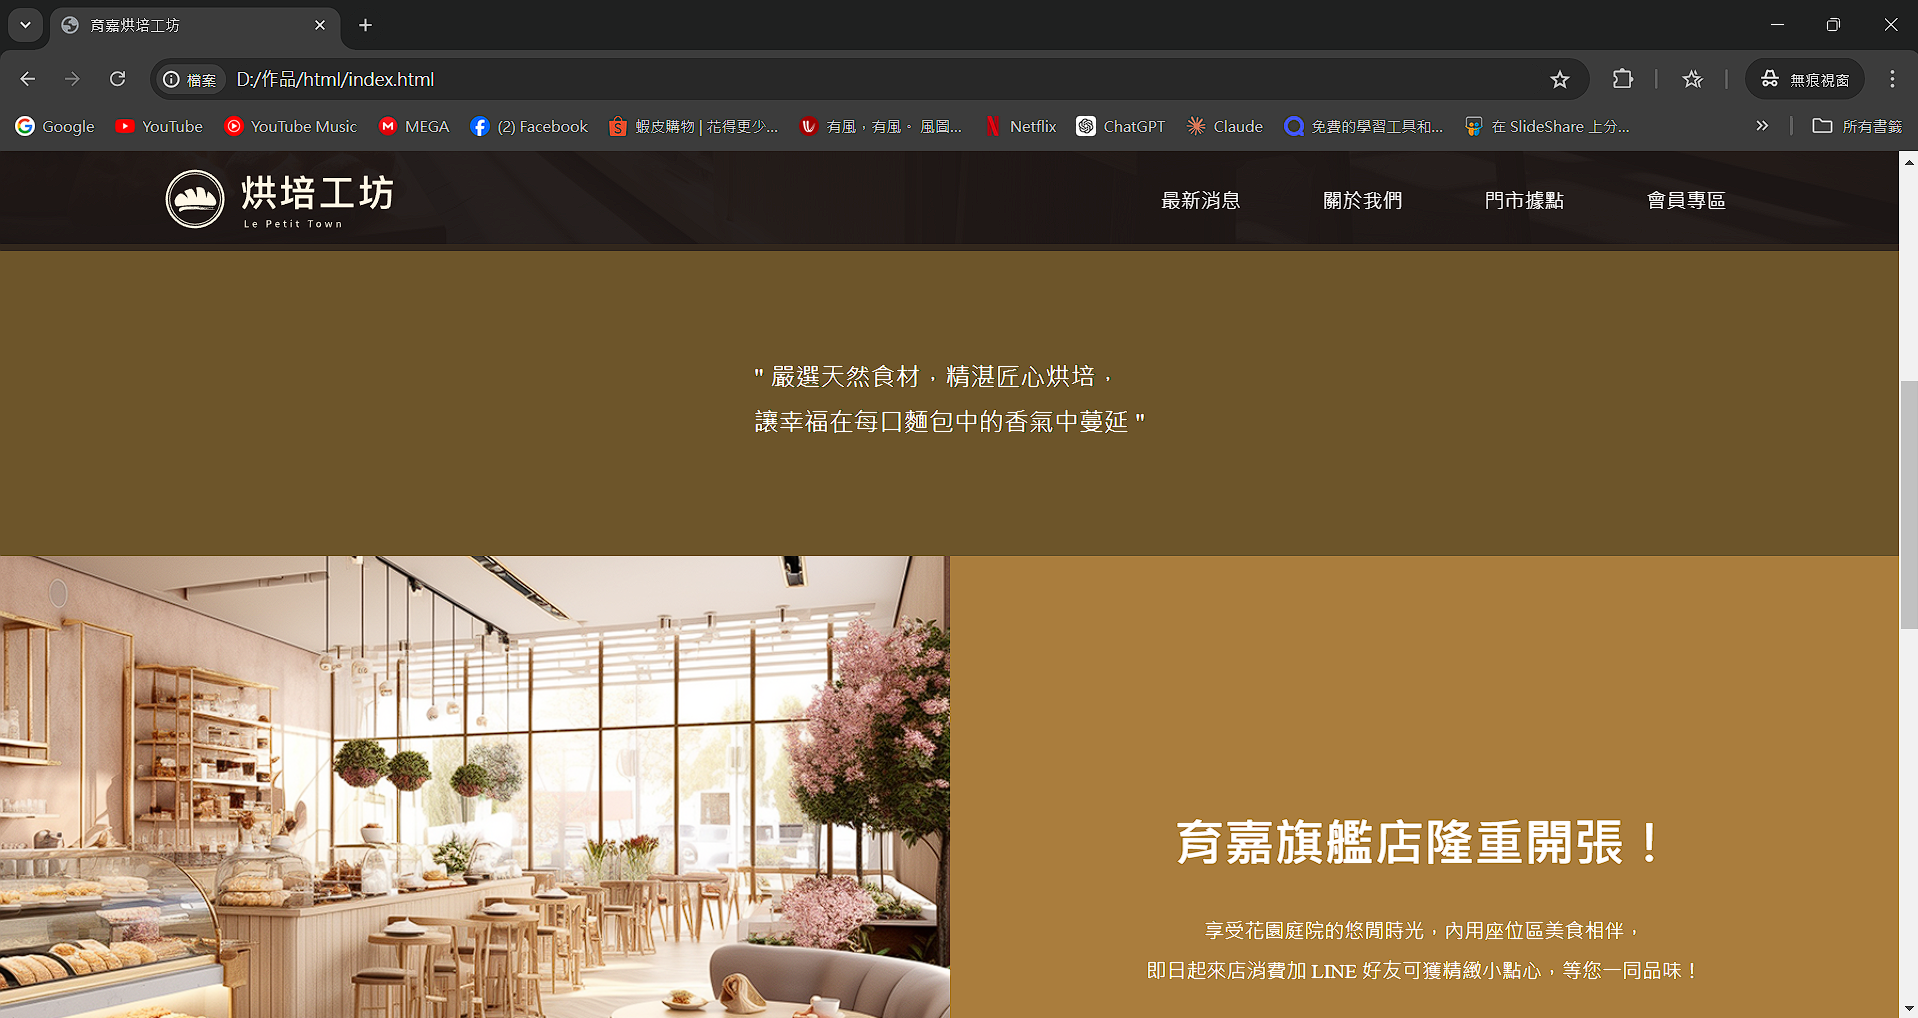 育嘉烘培工坊
檔案
D:/作品/html/index.html
無痕視窗
Google
YouTube
YouTube Music
MEGA
(2) Facebook
蝦皮購物 | 花得更少...
有風，有風。 風圖...
Netflix
ChatGPT
Claude
免費的學習工具和...
在 SlideShare 上分...
所有書籤
烘培工坊
Le Petit Town
最新消息
關於我們
門市據點
會員專區
" 嚴選天然食材，精湛匠心烘培，
讓幸福在每口麵包中的香氣中蔓延 "
育嘉旗艦店隆重開張！
享受花園庭院的悠閒時光，內用座位區美食相伴，
即日起來店消費加 LINE 好友可獲精緻小點心，等您一同品味！